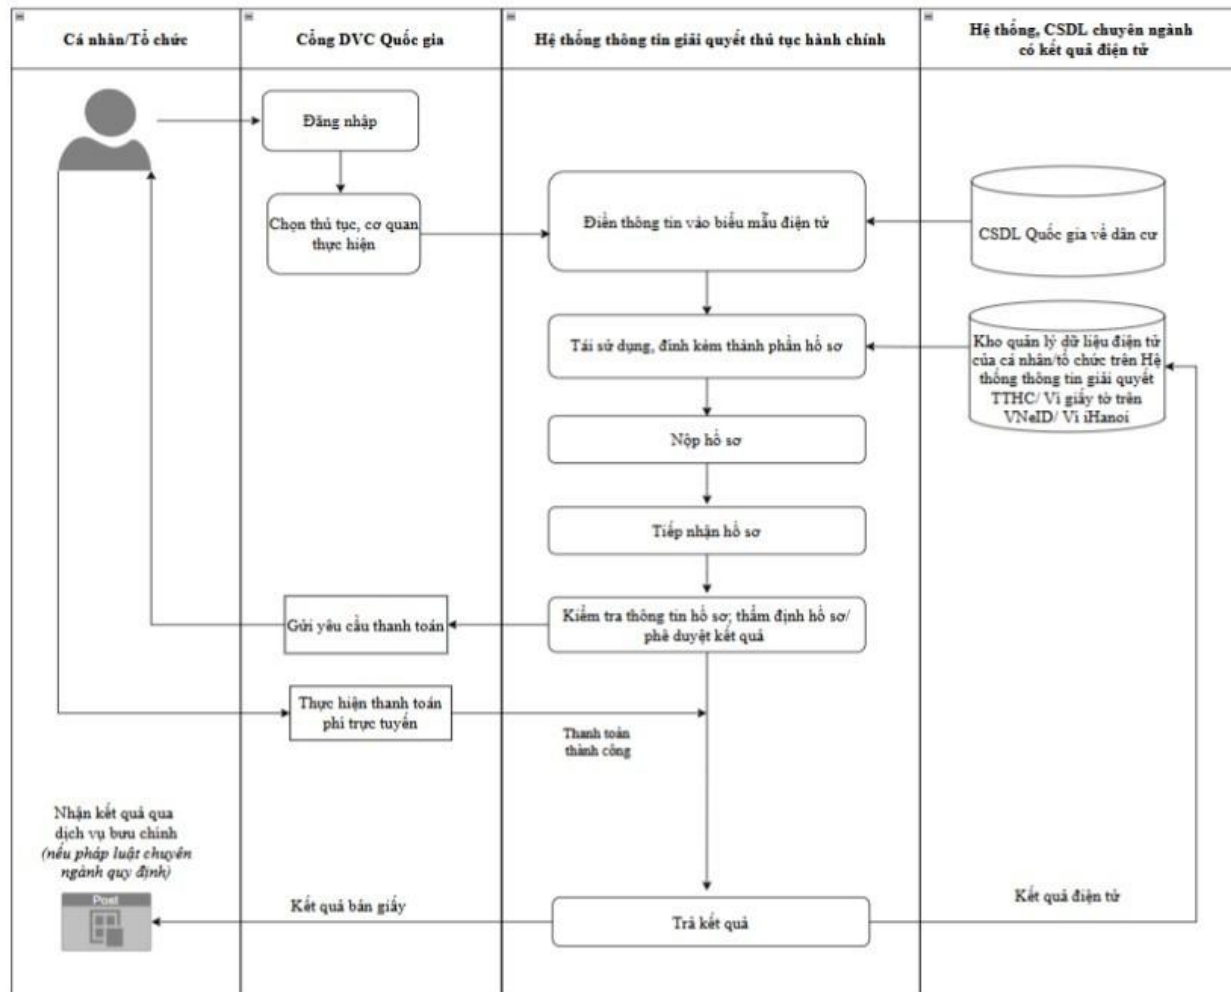 Cá nhân/Tổ chức
Cổng DVC Quốc gia
Hệ thống thông tin giải quyết thủ tục hành chính
Hệ thống, CSDL chuyên ngành
có kết quả điện tử
Đăng nhập
Chọn thủ tục, cơ quan
thực hiện
Điền thông tin vào biểu mẫu điện tử
CSDL Quốc gia về dân cư
Tái sử dụng, đính kèm thành phần hồ sơ
Kho quản lý dữ liệu điện tử
của cá nhân/tổ chức trên Hệ
thống thông tin giải quyết
TTHC/ Ví giấy tờ trên
VNeID/ Ví iHanoi
Nộp hồ sơ
Tiếp nhận hồ sơ
Kiểm tra thông tin hồ sơ; thẩm định hồ sơ/
phê duyệt kết quả
Gửi yêu cầu thanh toán
Thực hiện thanh toán
phí trực tuyến
Thanh toán
thành công
Nhận kết quả qua
dịch vụ bưu chính
(nếu pháp luật chuyên
ngành quy định)
Post
Kết quả bản giấy
Trả kết quả
Kết quả điện tử